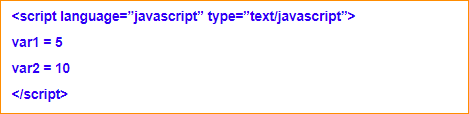 <script language=”javascript” type=”text/javascript”>
var1 = 5
var2 = 10
</script>